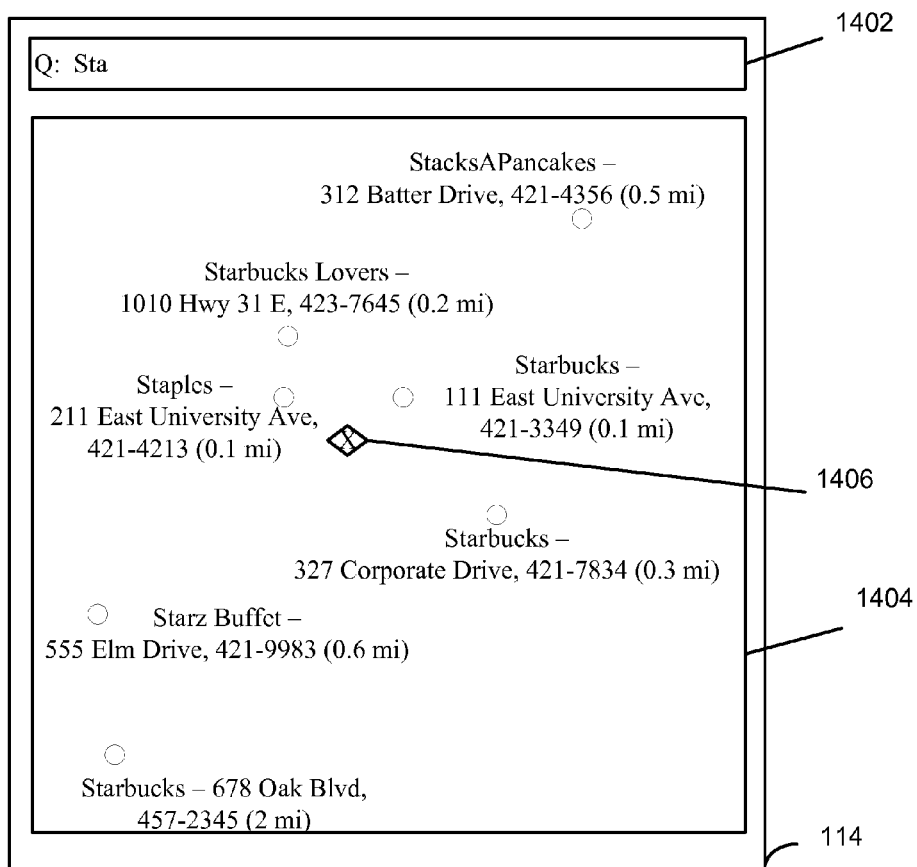 1402
Q: Sta
StacksAPancakes –
312 Batter Drive, 421-4356 (0.5 mi)
Starbucks Lovers –
1010 Hwy 31 E, 423-7645 (0.2 mi)
Staples –
211 East University Ave,
421-4213 (0.1 mi)
Starbucks –
111 East University Ave,
421-3349 (0.1 mi)
X
1406
Starbucks –
327 Corporate Drive, 421-7834 (0.3 mi)
1404
Starz Buffet –
555 Elm Drive, 421-9983 (0.6 mi)
Starbucks – 678 Oak Blvd,
457-2345 (2 mi)
114